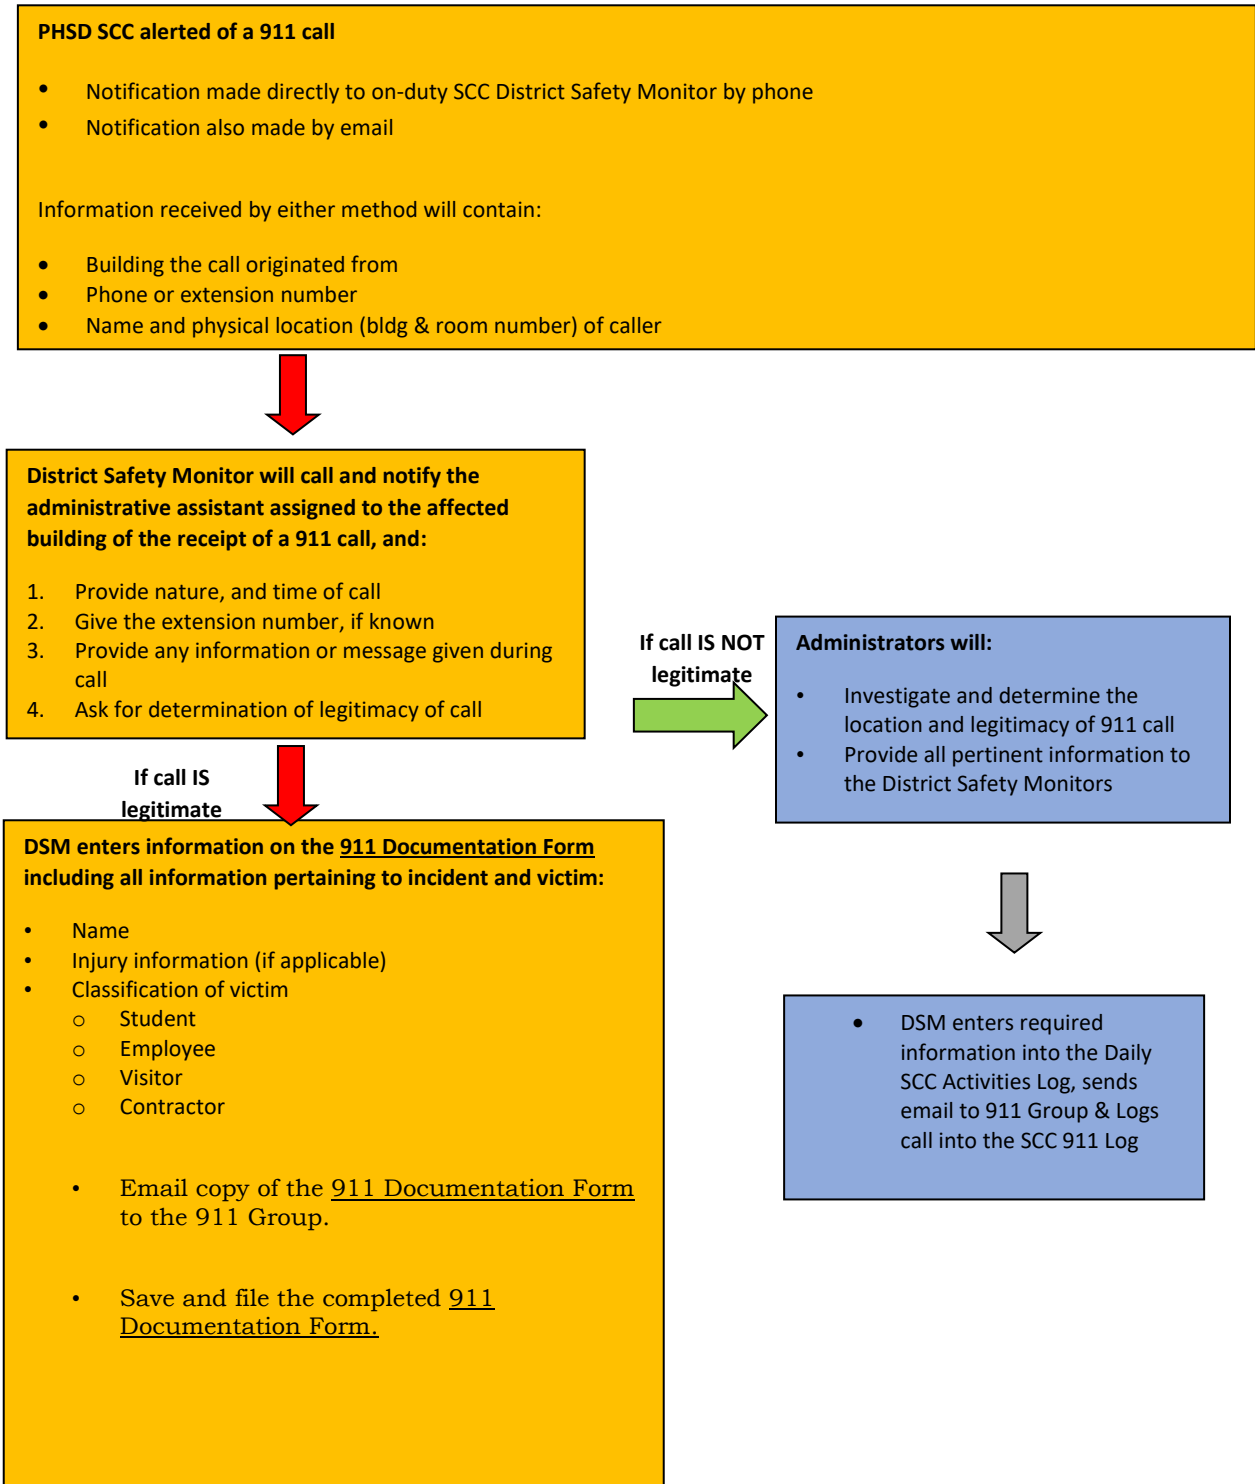 PHSD SCC alerted of a 911 call
• Notification made directly to on-duty SCC District Safety Monitor by phone
• Notification also made by email
Information received by either method will contain:
• Building the call originated from
• Phone or extension number
• Name and physical location (bldg & room number) of caller
District Safety Monitor will call and notify the
administrative assistant assigned to the affected
building of the receipt of a 911 call, and:
1. Provide nature, and time of call
2. Give the extension number, if known
3. Provide any information or message given during
call
4. Ask for determination of legitimacy of call
If call IS NOT
legitimate
Administrators will:
• Investigate and determine the
location and legitimacy of 911 call
• Provide all pertinent information to
the District Safety Monitors
If call IS
legitimate
DSM enters information on the 911 Documentation Form
including all information pertaining to incident and victim:
• Name
• Injury information (if applicable)
• Classification of victim
o Student
o Employee
o Visitor
o Contractor
• Email copy of the 911 Documentation Form
to the 911 Group.
• Save and file the completed 911
Documentation Form.
• DSM enters required
information into the Daily
SCC Activities Log, sends
email to 911 Group & Logs
call into the SCC 911 Log